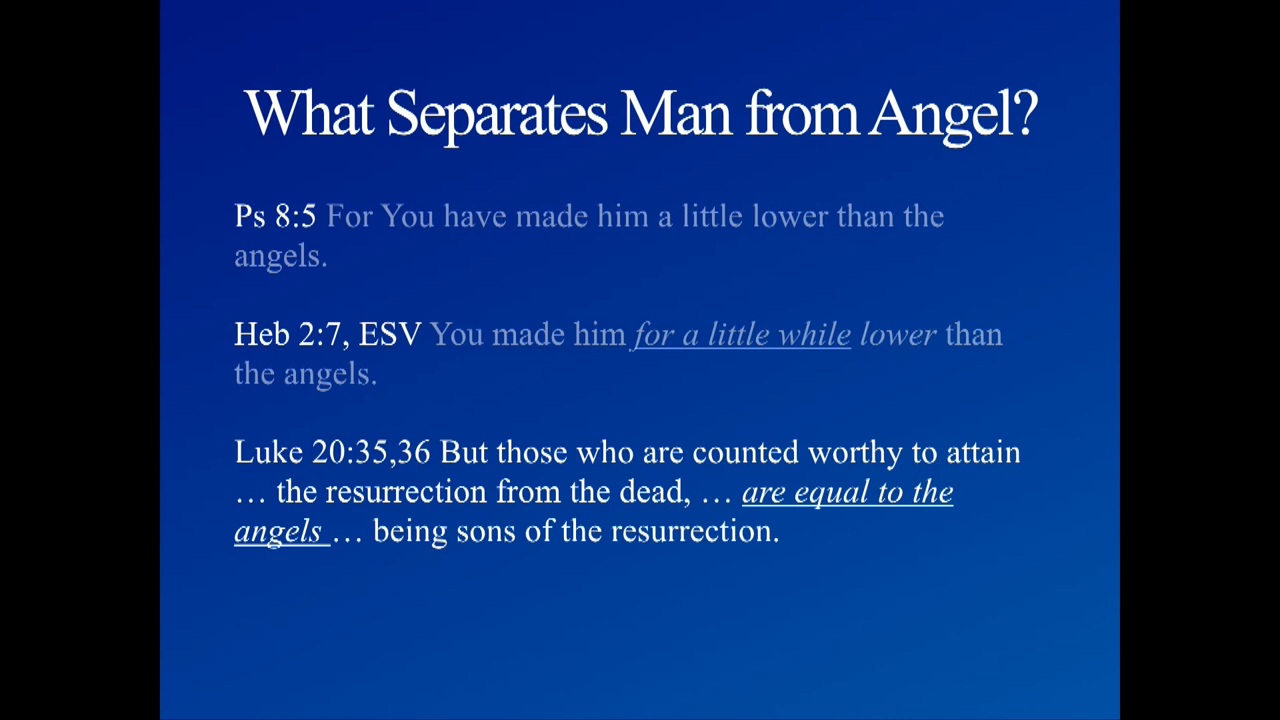 What Separates Man from Angel?
Ps 8:5 For You have made him a little lower than the
angels.
Heb 2:7, ESV You made him for a little while lower than
the angels.
Luke 20:35,36 But those who are counted worthy to attain
… the resurrection from the dead, … are equal to the
angels … being sons of the resurrection.